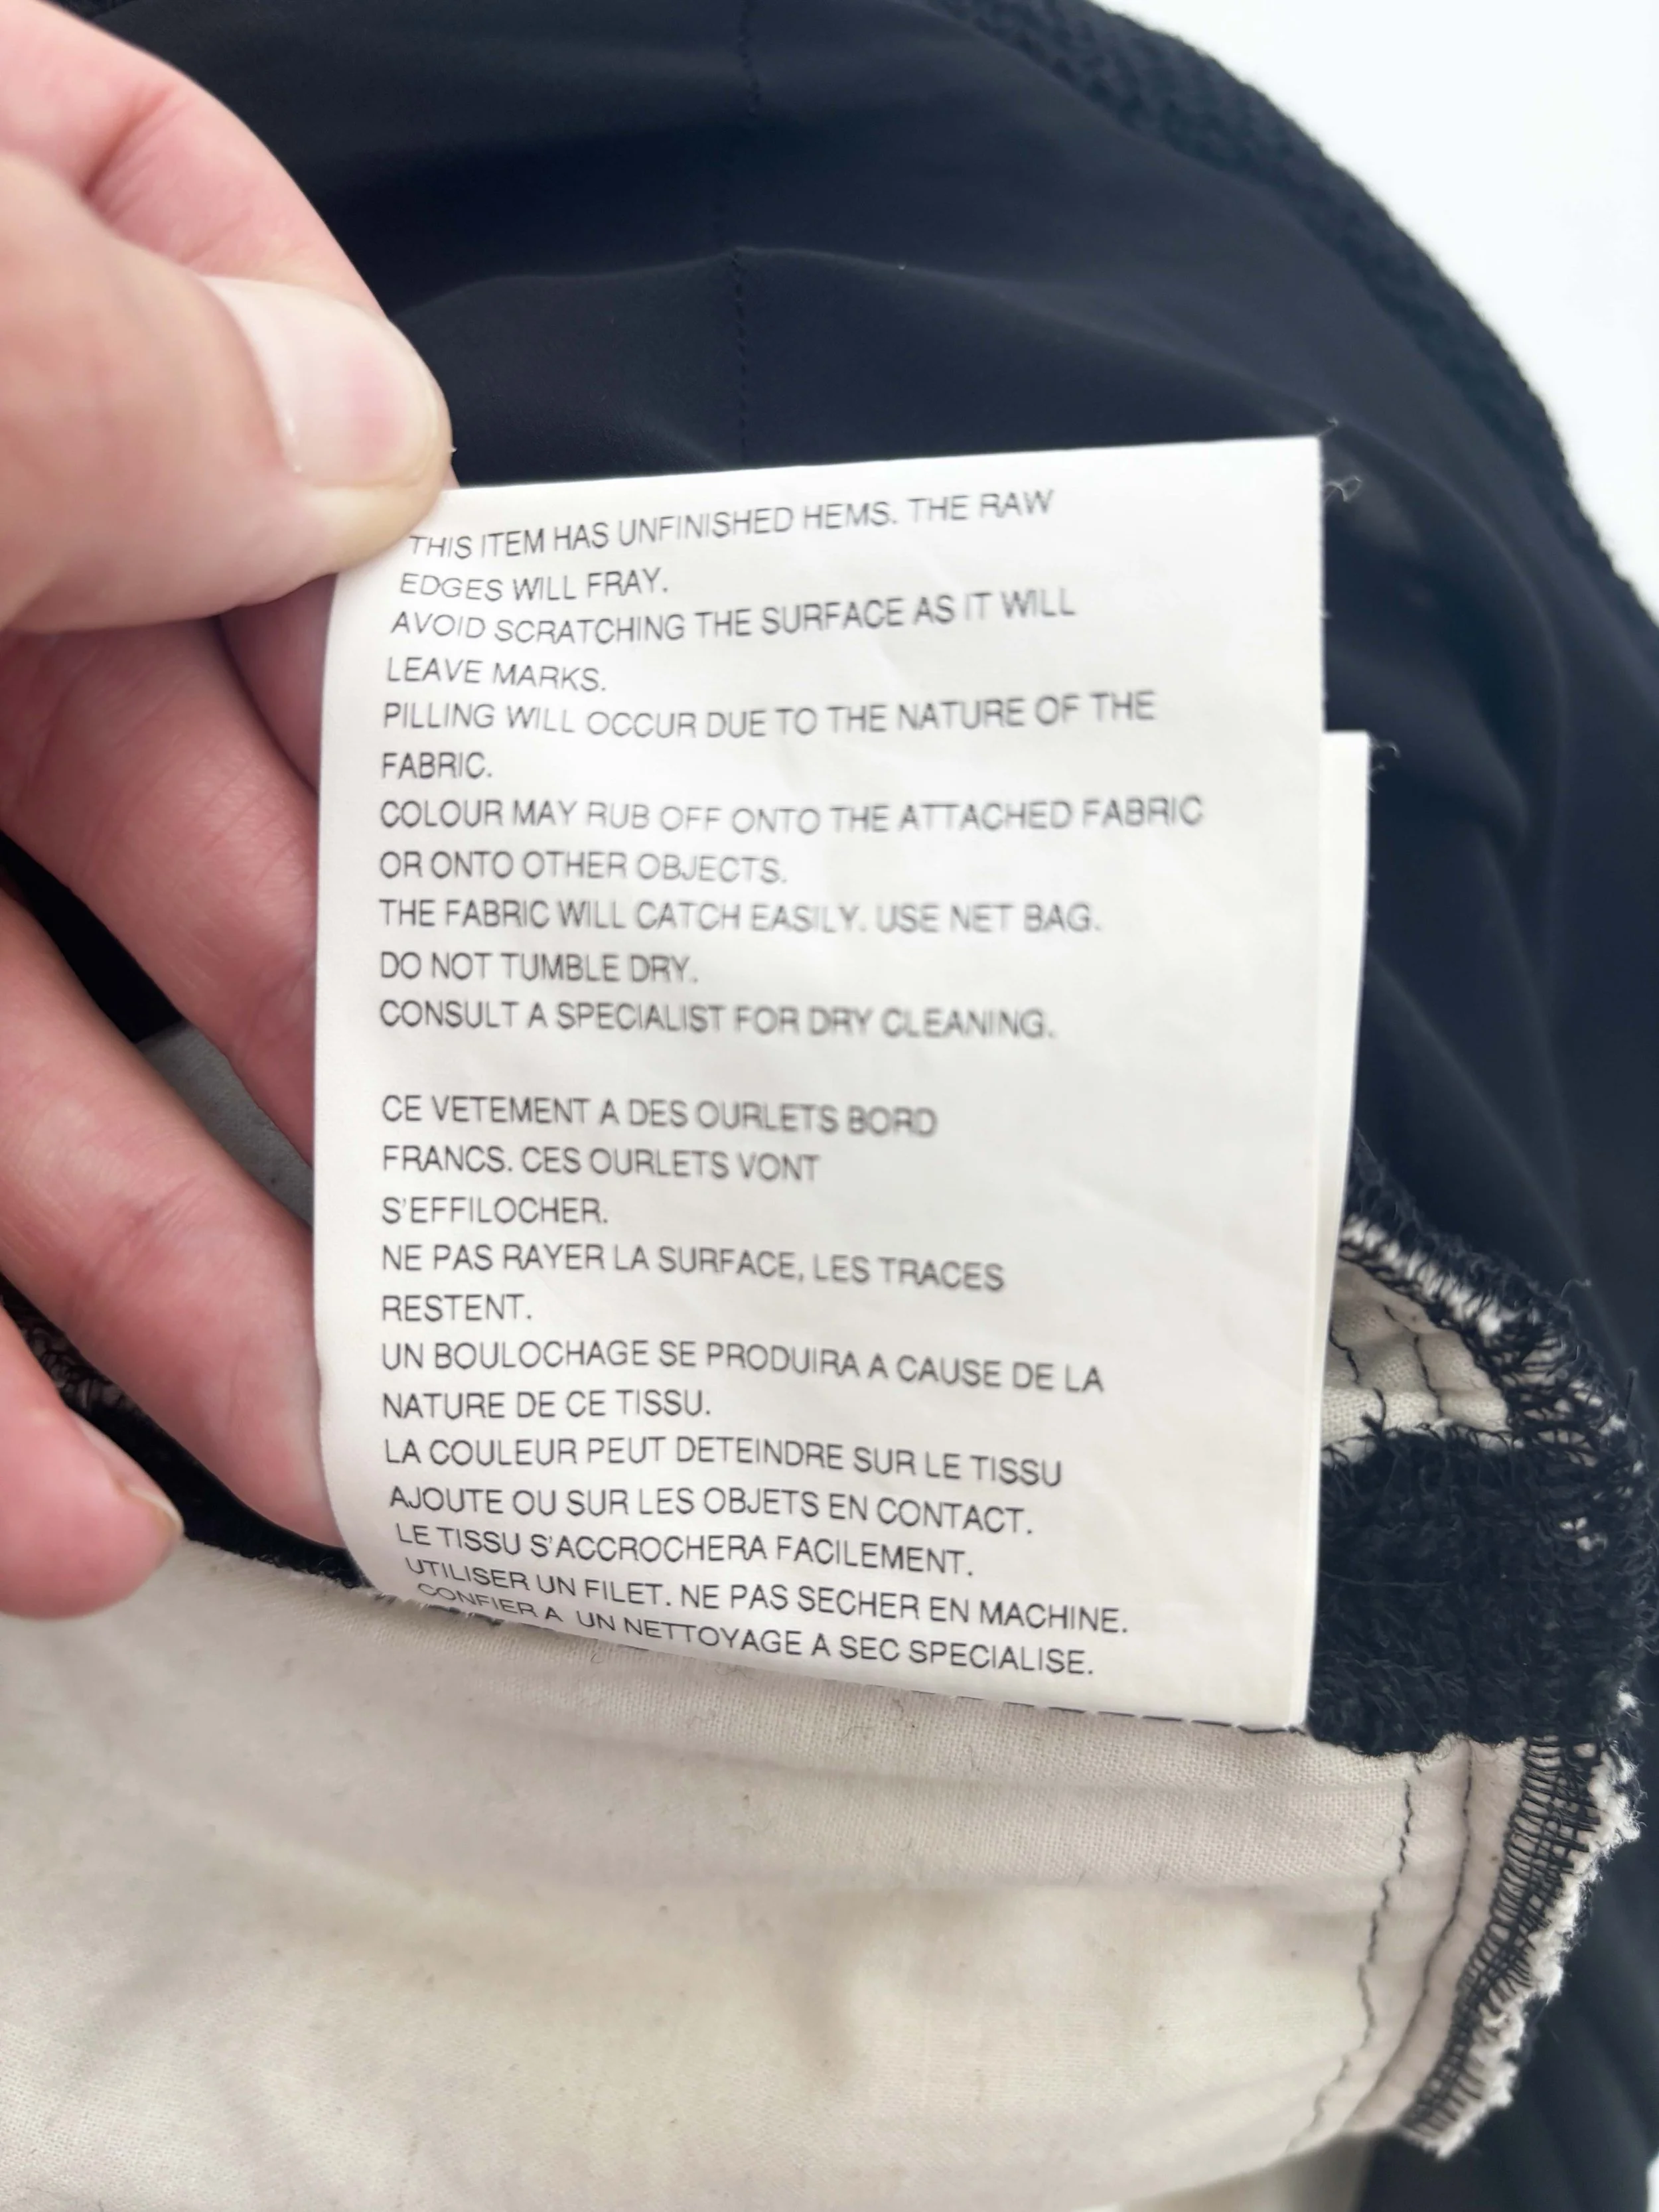 THIS ITEM HAS UNFINISHED HEMS. THE RAW
EDGES WILL FRAY.
AVOID SCRATCHING THE SURFACE AS IT WILL
LEAVE MARKS.
PILLING WILL OCCUR DUE TO THE NATURE OF THE
FABRIC.
COLOUR MAY RUB OFF ONTO THE ATTACHED FABRIC
OR ONTO OTHER OBJECTS.
THE FABRIC WILL CATCH EASILY. USE NET BAG.
DO NOT TUMBLE DRY.
CONSULT A SPECIALIST FOR DRY CLEANING.
CE VETEMENT A DES OURLETS BORD
FRANCS. CES OURLETS VONT
S'EFFILOCHER.
NE PAS RAYER LA SURFACE, LES TRACES
RESTENT.
UN BOULOCHAGE SE PRODUIRA A CAUSE DE LA
NATURE DE CE TISSU.
LA COULEUR PEUT DETEINDRE SUR LE TISSU
AJOUTE OU SUR LES OBJETS EN CONTACT.
LE TISSU S'ACCROCHERA FACILEMENT.
UTILISER UN FILET. NE PAS SECHER EN MACHINE.
CONFIER A UN NETTOYAGE A SEC SPECIALISE.